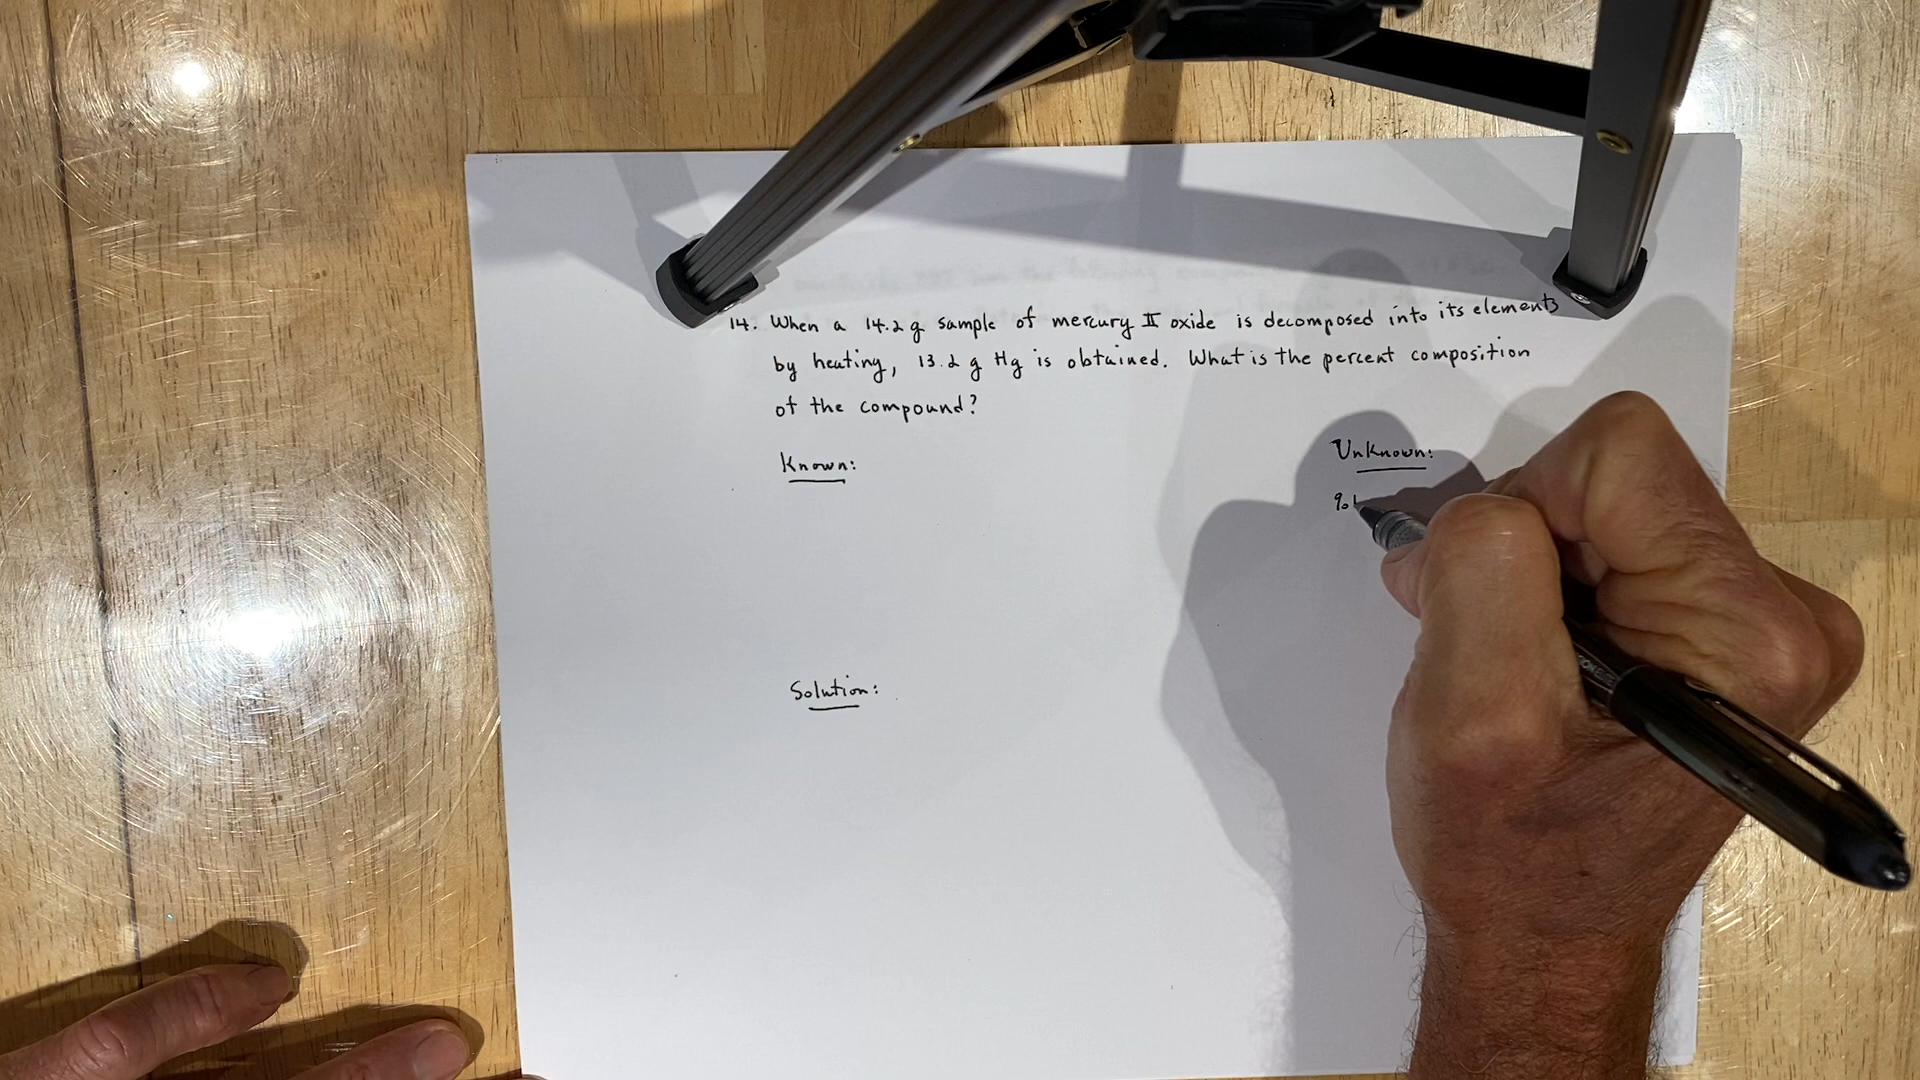 14. When a 14.2 g sample of mercury II oxide is decomposed into its elements
by heating, 13.2 g Hg is obtained. What is the percent composition
of the compound?
Known:
Unknown:
%
Solution: